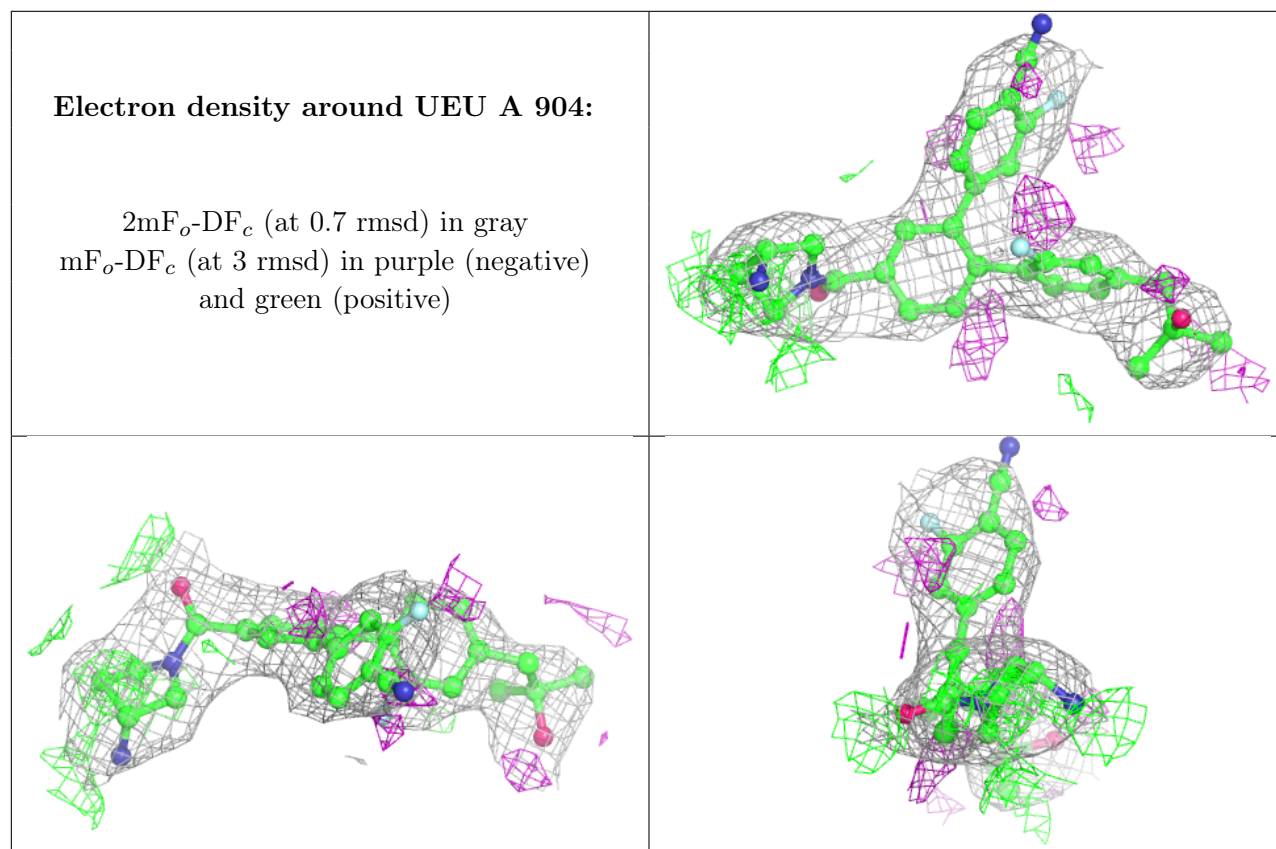 Electron density around UEU A 904:
2mFo-DFc (at 0.7 rmsd) in gray
mFo-DFc (at 3 rmsd) in purple (negative)
and green (positive)